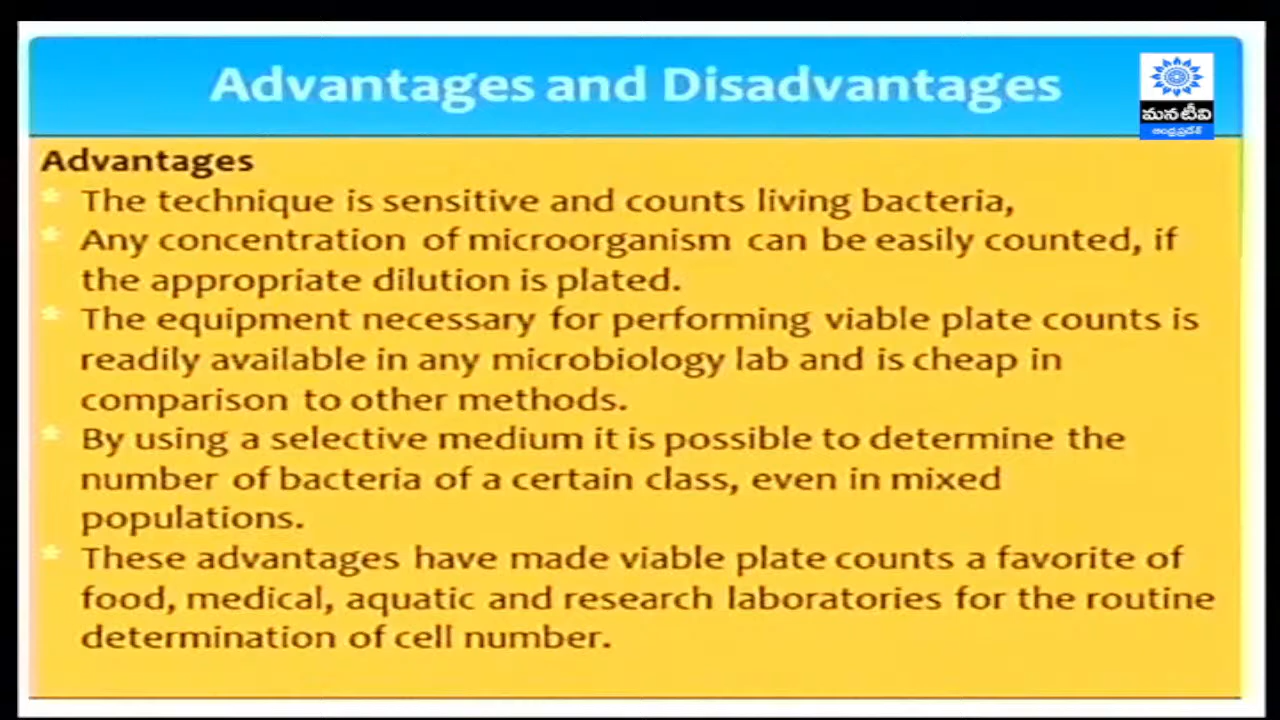 Advantages and Disadvantages
మనటీవి
ఆంధ్రప్రదేశ్
Advantages
* The technique is sensitive and counts living bacteria,
* Any concentration of microorganism can be easily counted, if
the appropriate dilution is plated.
* The equipment necessary for performing viable plate counts is
readily available in any microbiology lab and is cheap in
comparison to other methods.
* By using a selective medium it is possible to determine the
number of bacteria of a certain class, even in mixed
populations.
* These advantages have made viable plate counts a favorite of
food, medical, aquatic and research laboratories for the routine
determination of cell number.